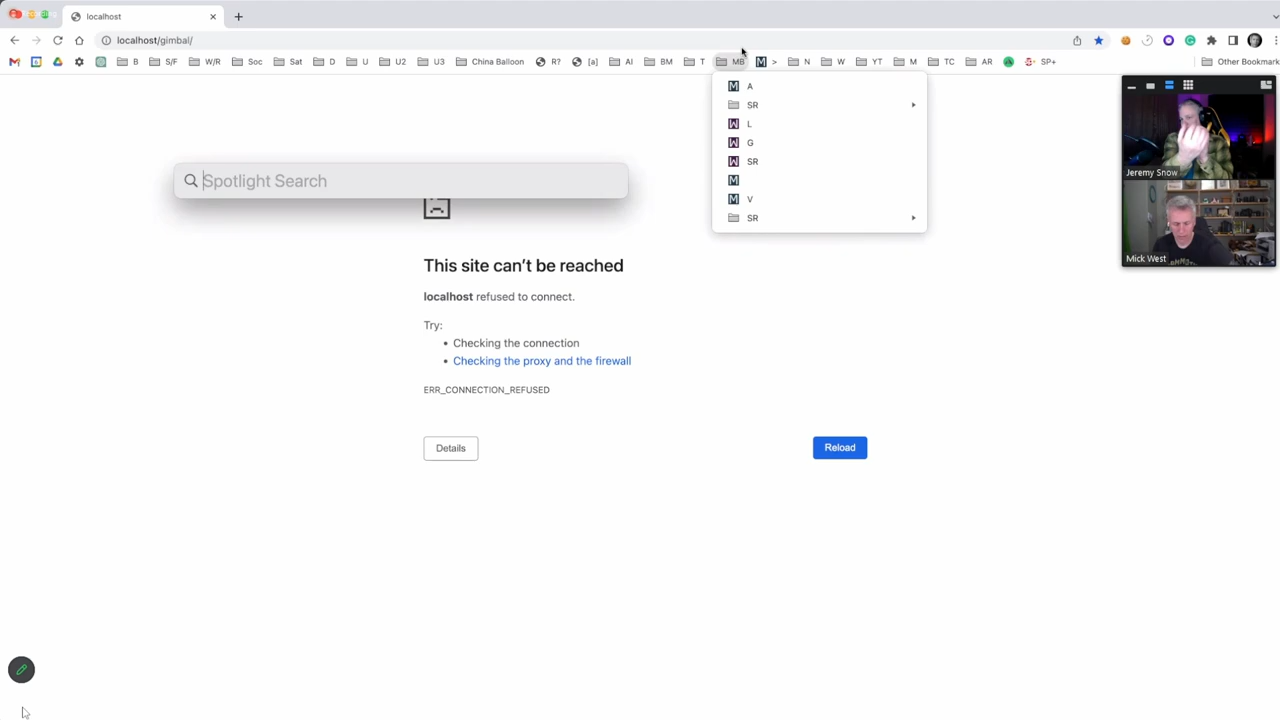 localhost
localhost/gimbal/
B S/F W/R Soc Sat D U U2 U3 China Balloon R? [a] AI BM T MB > N W YT M TC AR SP+ Other Bookmark
A
SR
L
G
SR
V
SR
Spotlight Search
Jeremy Snow
Mick West
This site can't be reached
localhost refused to connect.
Try:
• Checking the connection
• Checking the proxy and the firewall
ERR_CONNECTION_REFUSED
Details
Reload